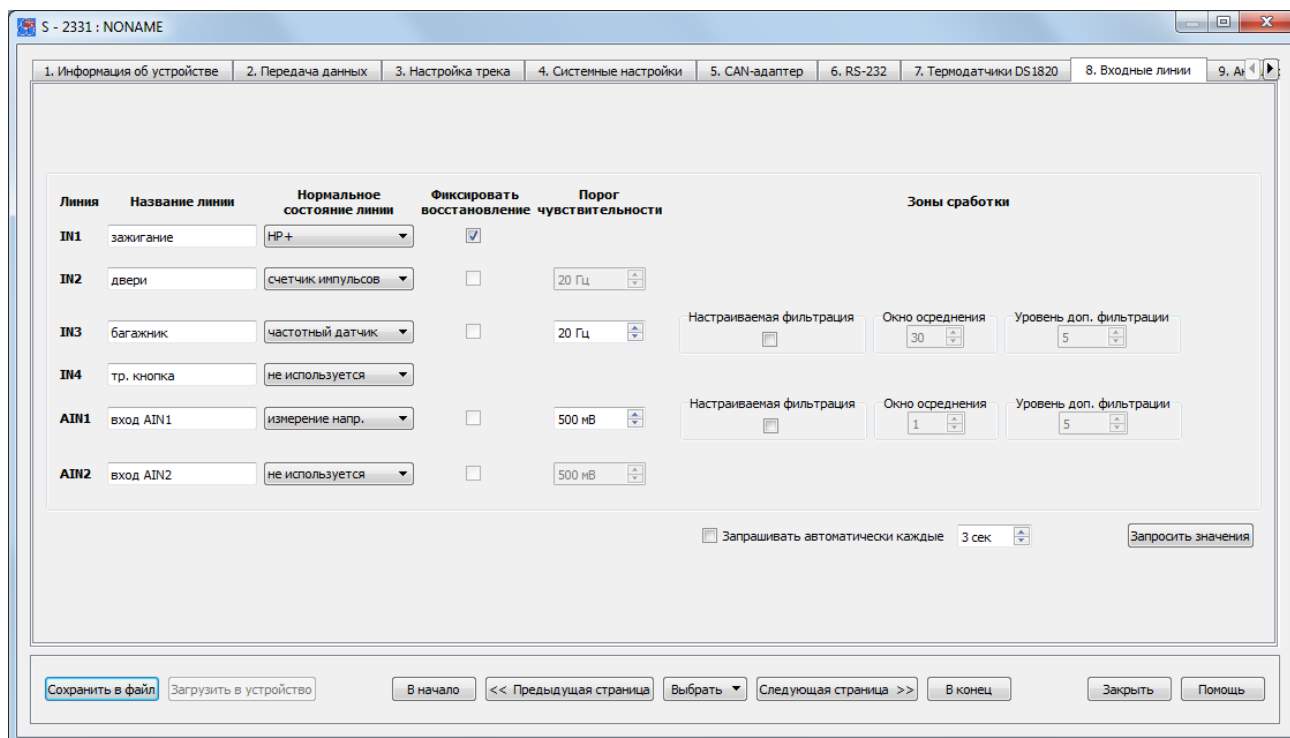 S - 2331 : NONAME
1. Информация об устройстве 2. Передача данных 3. Настройка трека 4. Системные настройки 5. CAN-адаптер 6. RS-232 7. Термодатчики DS1820 8. Входные линии 9.
Линия Название линии Нормальное состояние линии Фиксировать восстановление Порог чувствительности Зоны сработки
IN1 зажигание НР+
IN2 двери счетчик импульсов 20 Гц
Настраиваемая фильтрация Окно осреднения Уровень доп. фильтрации
IN3 багажник частотный датчик 20 Гц 30 5
IN4 тр. кнопка не используется
Настраиваемая фильтрация Окно осреднения Уровень доп. фильтрации
AIN1 вход AIN1 измерение напр. 500 мВ 1 5
AIN2 вход AIN2 не используется 500 мВ
Запрашивать автоматически каждые 3 сек Запросить значения
Сохранить в файл Загрузить в устройство В начало << Предыдущая страница Выбрать Следующая страница >> В конец Закрыть Помощь